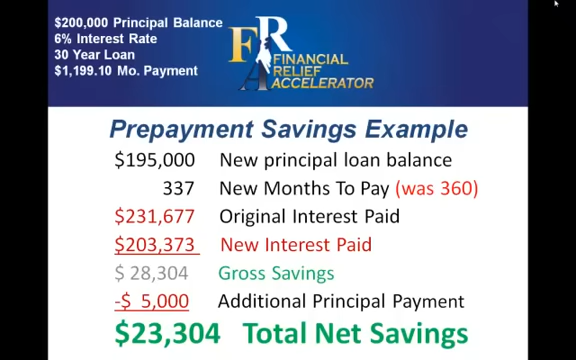 $200,000 Principal Balance
6% Interest Rate
30 Year Loan
$1,199.10 Mo. Payment
FRA
FINANCIAL
RELIEF
ACCELERATOR
Prepayment Savings Example
$195,000 New principal loan balance
337 New Months To Pay (was 360)
$231,677 Original Interest Paid
$203,373 New Interest Paid
$ 28,304 Gross Savings
-$ 5,000 Additional Principal Payment
$23,304 Total Net Savings